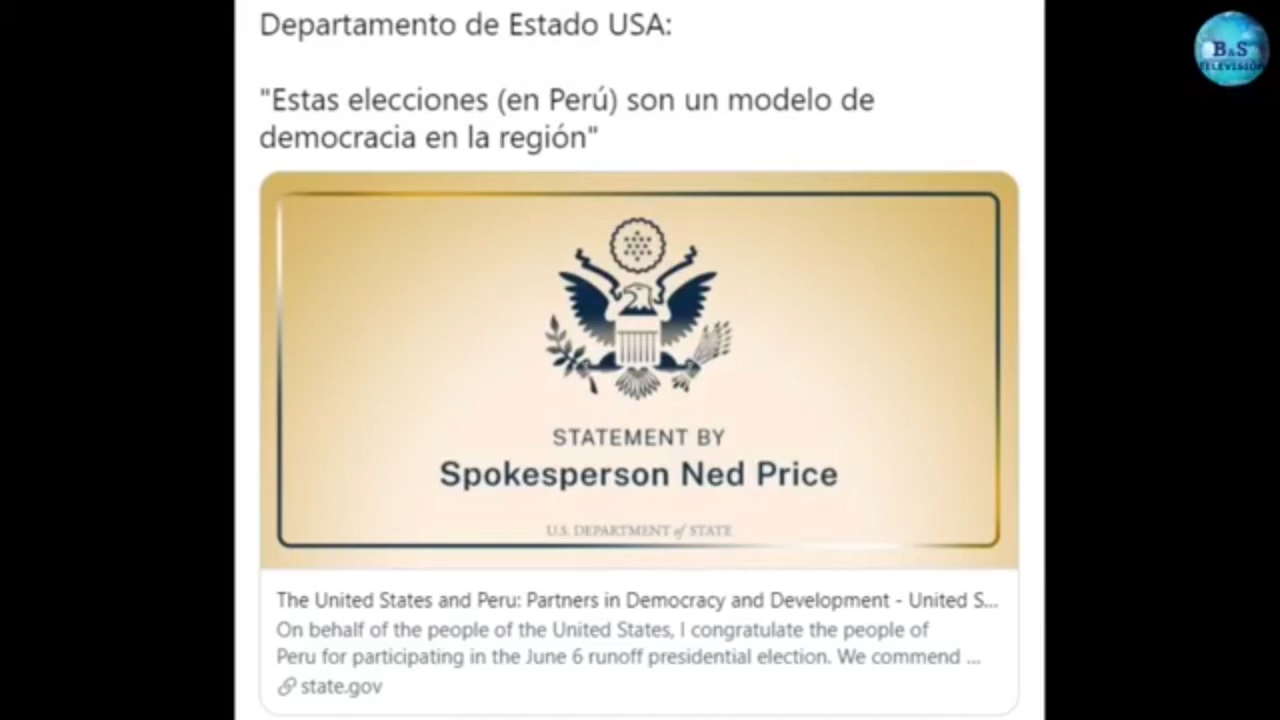 Departamento de Estado USA:
"Estas elecciones (en Perú) son un modelo de
democracia en la región"
B&S
TELEVISIÓN
STATEMENT BY
Spokesperson Ned Price
U.S. DEPARTMENT of STATE
The United States and Peru: Partners in Democracy and Development - United S...
On behalf of the people of the United States, I congratulate the people of
Peru for participating in the June 6 runoff presidential election. We commend ...
state.gov